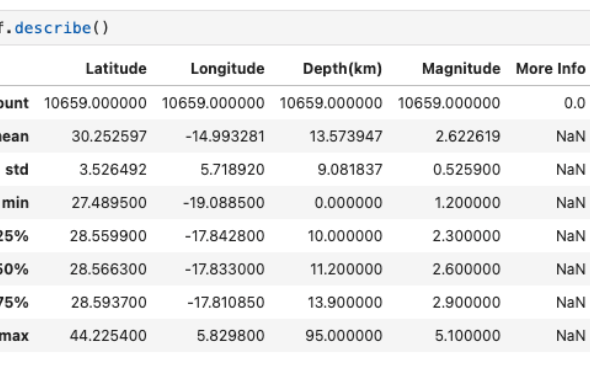 f.describe()
Latitude Longitude Depth(km) Magnitude More Info
ount 10659.000000 10659.000000 10659.000000 10659.000000 0.0
ean 30.252597 -14.993281 13.573947 2.622619 NaN
std 3.526492 5.718920 9.081837 0.525900 NaN
min 27.489500 -19.088500 0.000000 1.200000 NaN
25% 28.559900 -17.842800 10.000000 2.300000 NaN
50% 28.566300 -17.833000 11.200000 2.600000 NaN
75% 28.593700 -17.810850 13.900000 2.900000 NaN
max 44.225400 5.829800 95.000000 5.100000 NaN